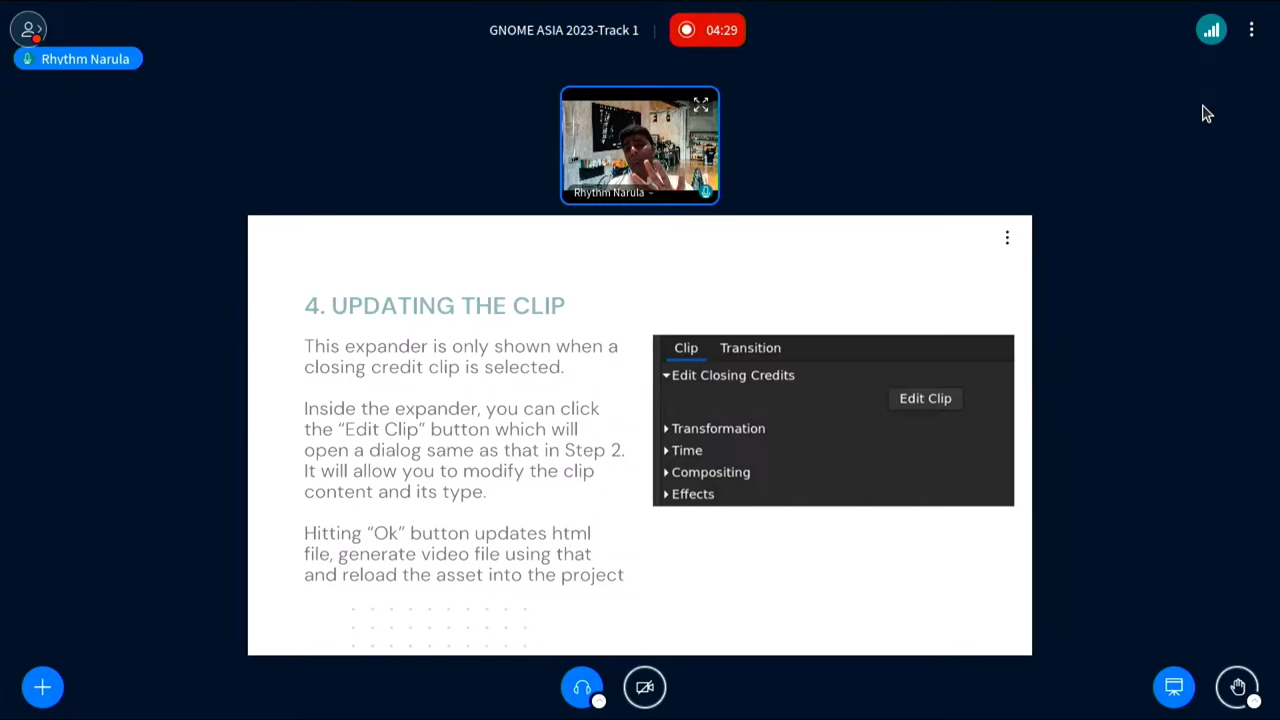 GNOME ASIA 2023-Track 1
04:29
Rhythm Narula
Rhythm Narula
4. UPDATING THE CLIP
This expander is only shown when a
closing credit clip is selected.
Inside the expander, you can click
the “Edit Clip” button which will
open a dialog same as that in Step 2.
It will allow you to modify the clip
content and its type.
Hitting “Ok” button updates html
file, generate video file using that
and reload the asset into the project
Clip Transition
Edit Closing Credits
Edit Clip
Transformation
Time
Compositing
Effects